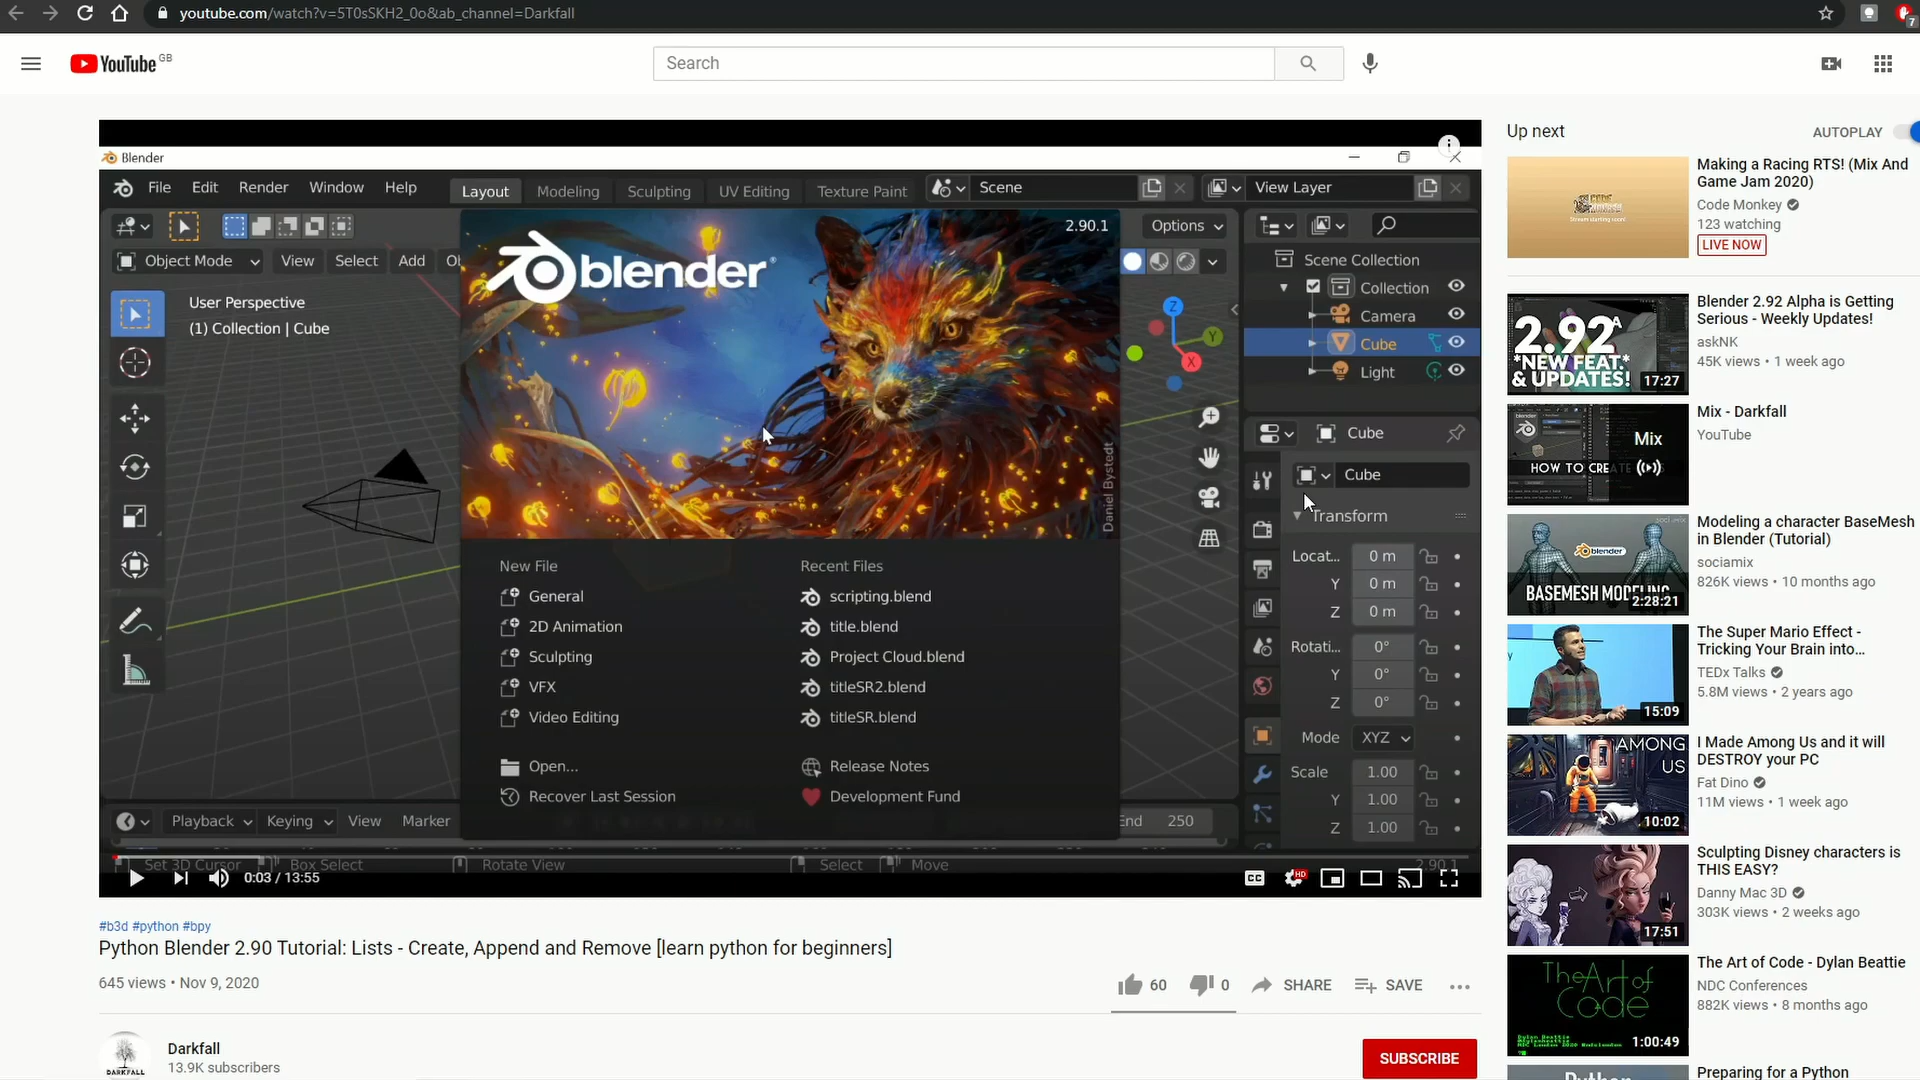 youtube.com/watch?v=5T0sSKH2_0o&ab_channel=Darkfall
7
YouTube GB
Search
Blender
File Edit Render Window Help
Layout Modeling Sculpting UV Editing Texture Paint
Scene
View Layer
Object Mode View Select Add
User Perspective
(1) Collection | Cube
blender
2.90.1
Daniel Bystedt
New File
General
2D Animation
Sculpting
VFX
Video Editing
Open...
Recover Last Session
Recent Files
scripting.blend
title.blend
Project Cloud.blend
titleSR2.blend
titleSR.blend
Release Notes
Development Fund
Options
Z
Y
X
Scene Collection
Collection
Camera
Cube
Light
Cube
Cube
Transform
Locat... 0 m
Y 0 m
Z 0 m
Rotati... 0°
Y 0°
Z 0°
Mode XYZ
Scale 1.00
Y 1.00
Z 1.00
Playback Keying View Marker
End 250
Set 3D Cursor Box Select Rotate View Select Move 2.90.1
0:03 / 13:55
CC HD
#b3d #python #bpy
Python Blender 2.90 Tutorial: Lists - Create, Append and Remove [learn python for beginners]
645 views • Nov 9, 2020
60 0 SHARE SAVE
DARKFALL
Darkfall
13.9K subscribers
SUBSCRIBE
Up next
AUTOPLAY
Making a Racing RTS! (Mix And
Game Jam 2020)
Code Monkey
123 watching
LIVE NOW
2.92 A
*NEW FEAT.*
& UPDATES!
17:27
Blender 2.92 Alpha is Getting
Serious - Weekly Updates!
askNK
45K views • 1 week ago
HOW TO CREATE
Mix
Mix - Darkfall
YouTube
sociamix
blender
BASEMESH MODELING
2:28:21
Modeling a character BaseMesh
in Blender (Tutorial)
sociamix
826K views • 10 months ago
15:09
The Super Mario Effect -
Tricking Your Brain into...
TEDx Talks
5.8M views • 2 years ago
AMONG
US
10:02
I Made Among Us and it will
DESTROY your PC
Fat Dino
11M views • 1 week ago
17:51
Sculpting Disney characters is
THIS EASY?
Danny Mac 3D
303K views • 2 weeks ago
The Art of
Code
Dylan Beattie
1:00:49
The Art of Code - Dylan Beattie
NDC Conferences
882K views • 8 months ago
Python
Preparing for a Python